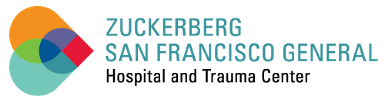 ZUCKERBERG
SAN FRANCISCO GENERAL
Hospital and Trauma Center